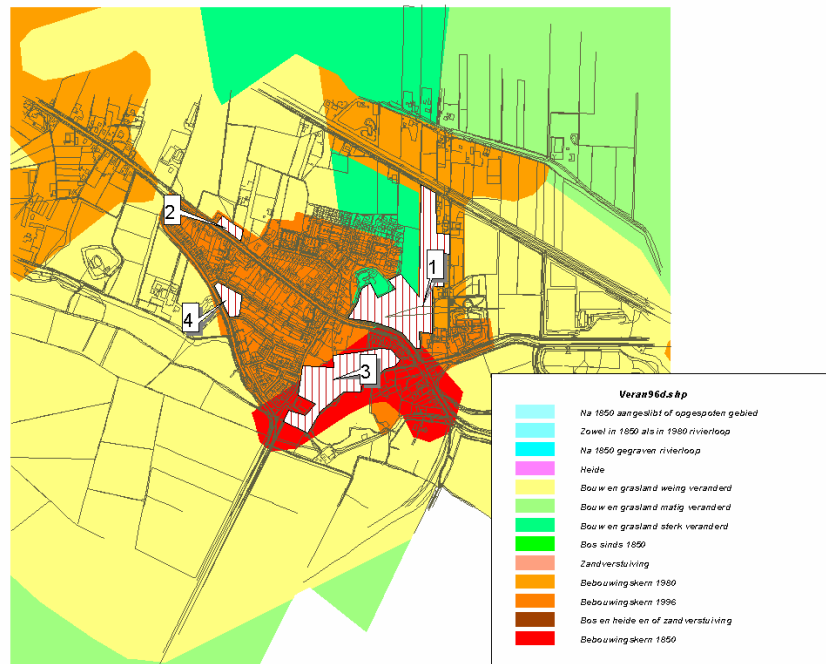 2
1
4
3
Veran96d.shp
Na 1850 aangeslibt of opgespoten gebied
Zowel in 1850 als in 1980 rivierloop
Na 1850 gegraven rivierloop
Heide
Bouw en grasland weing veranderd
Bouw en grasland matig veranderd
Bouw en grasland sterk veranderd
Bos sinds 1850
Zandverstuiving
Bebouwingskern 1980
Bebouwingskern 1996
Bos en heide en of zandverstuiving
Bebouwingskern 1850